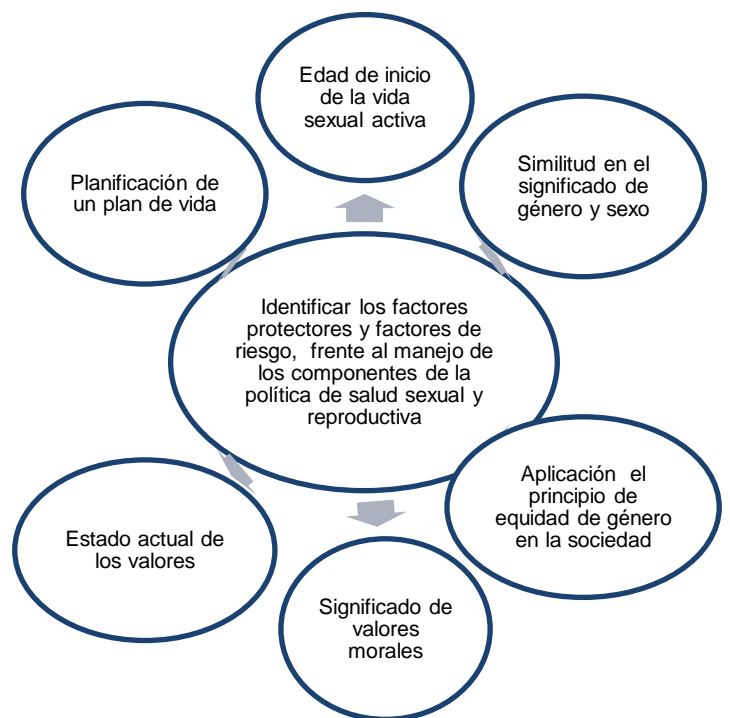 Edad de inicio
de la vida
sexual activa
Similitud en el
significado de
género y sexo
Planificación de
un plan de vida
Identificar los factores
protectores y factores de
riesgo, frente al manejo de
los componentes de la
política de salud sexual y
reproductiva
Aplicación el
principio de
equidad de género
en la sociedad
Estado actual de
los valores
Significado de
valores
morales